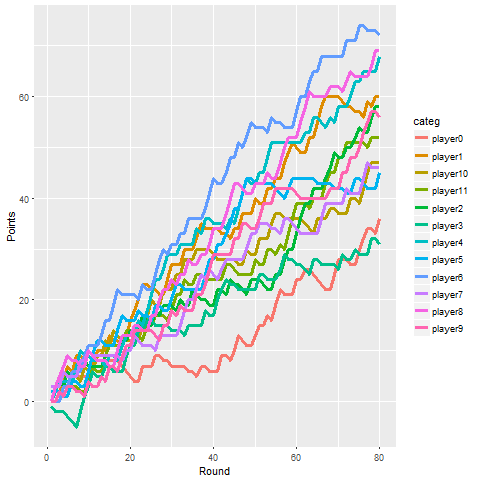 Points
60
40
20
0
0
20
40
60
80
Round
categ
player0
player1
player10
player11
player2
player3
player4
player5
player6
player7
player8
player9